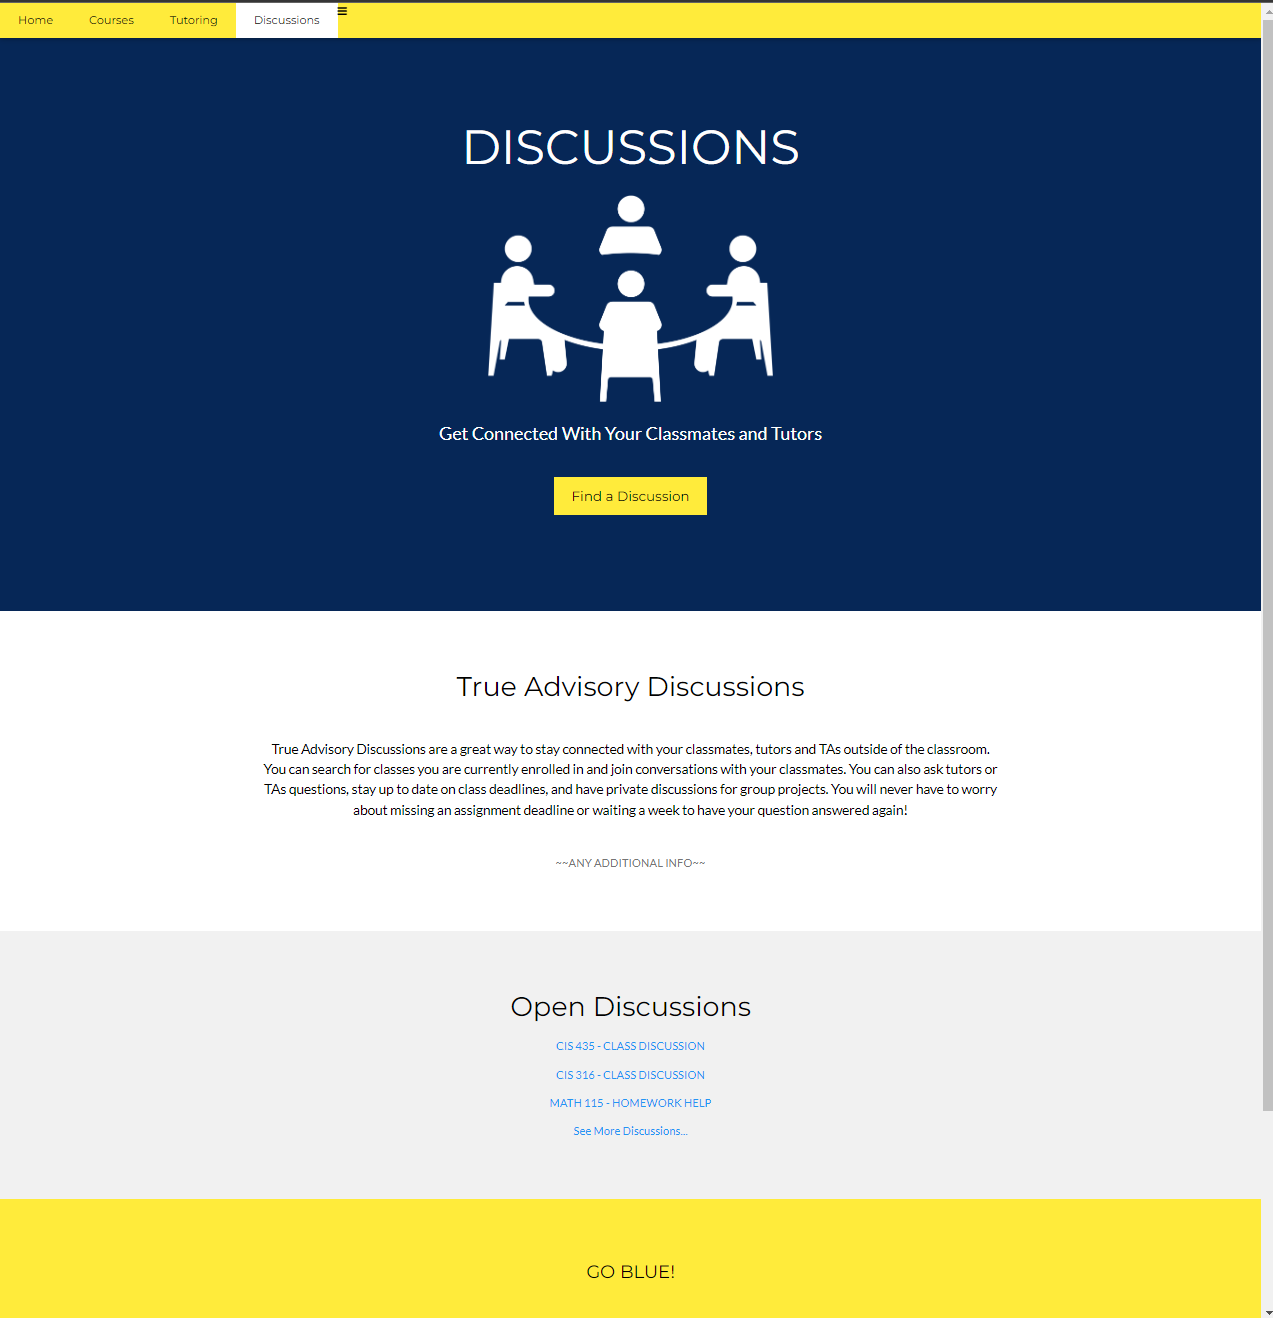 Home Courses Tutoring Discussions
DISCUSSIONS
Get Connected With Your Classmates and Tutors
Find a Discussion
True Advisory Discussions
True Advisory Discussions are a great way to stay connected with your classmates, tutors and TAs outside of the classroom.
You can search for classes you are currently enrolled in and join conversations with your classmates. You can also ask tutors or
TAs questions, stay up to date on class deadlines, and have private discussions for group projects. You will never have to worry
about missing an assignment deadline or waiting a week to have your question answered again!
~~ANY ADDITIONAL INFO~~
Open Discussions
CIS 435 - CLASS DISCUSSION
CIS 316 - CLASS DISCUSSION
MATH 115 - HOMEWORK HELP
See More Discussions...
GO BLUE!